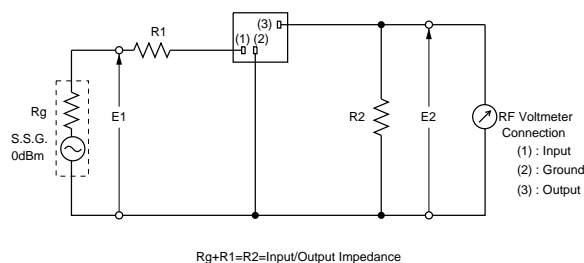 (3)
R1
(1) (2)
Rg
E1
R2
E2
RF Voltmeter
S.S.G.
0dBm
Connection
(1) : Input
(2) : Ground
(3) : Output
Rg+R1=R2=Input/Output Impedance